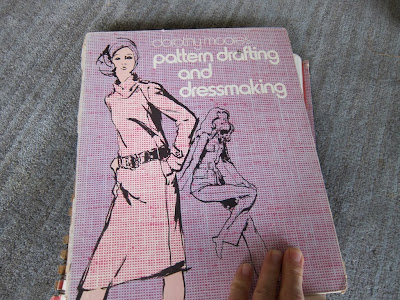 dorothy moore's
pattern drafting
and
dressmaking